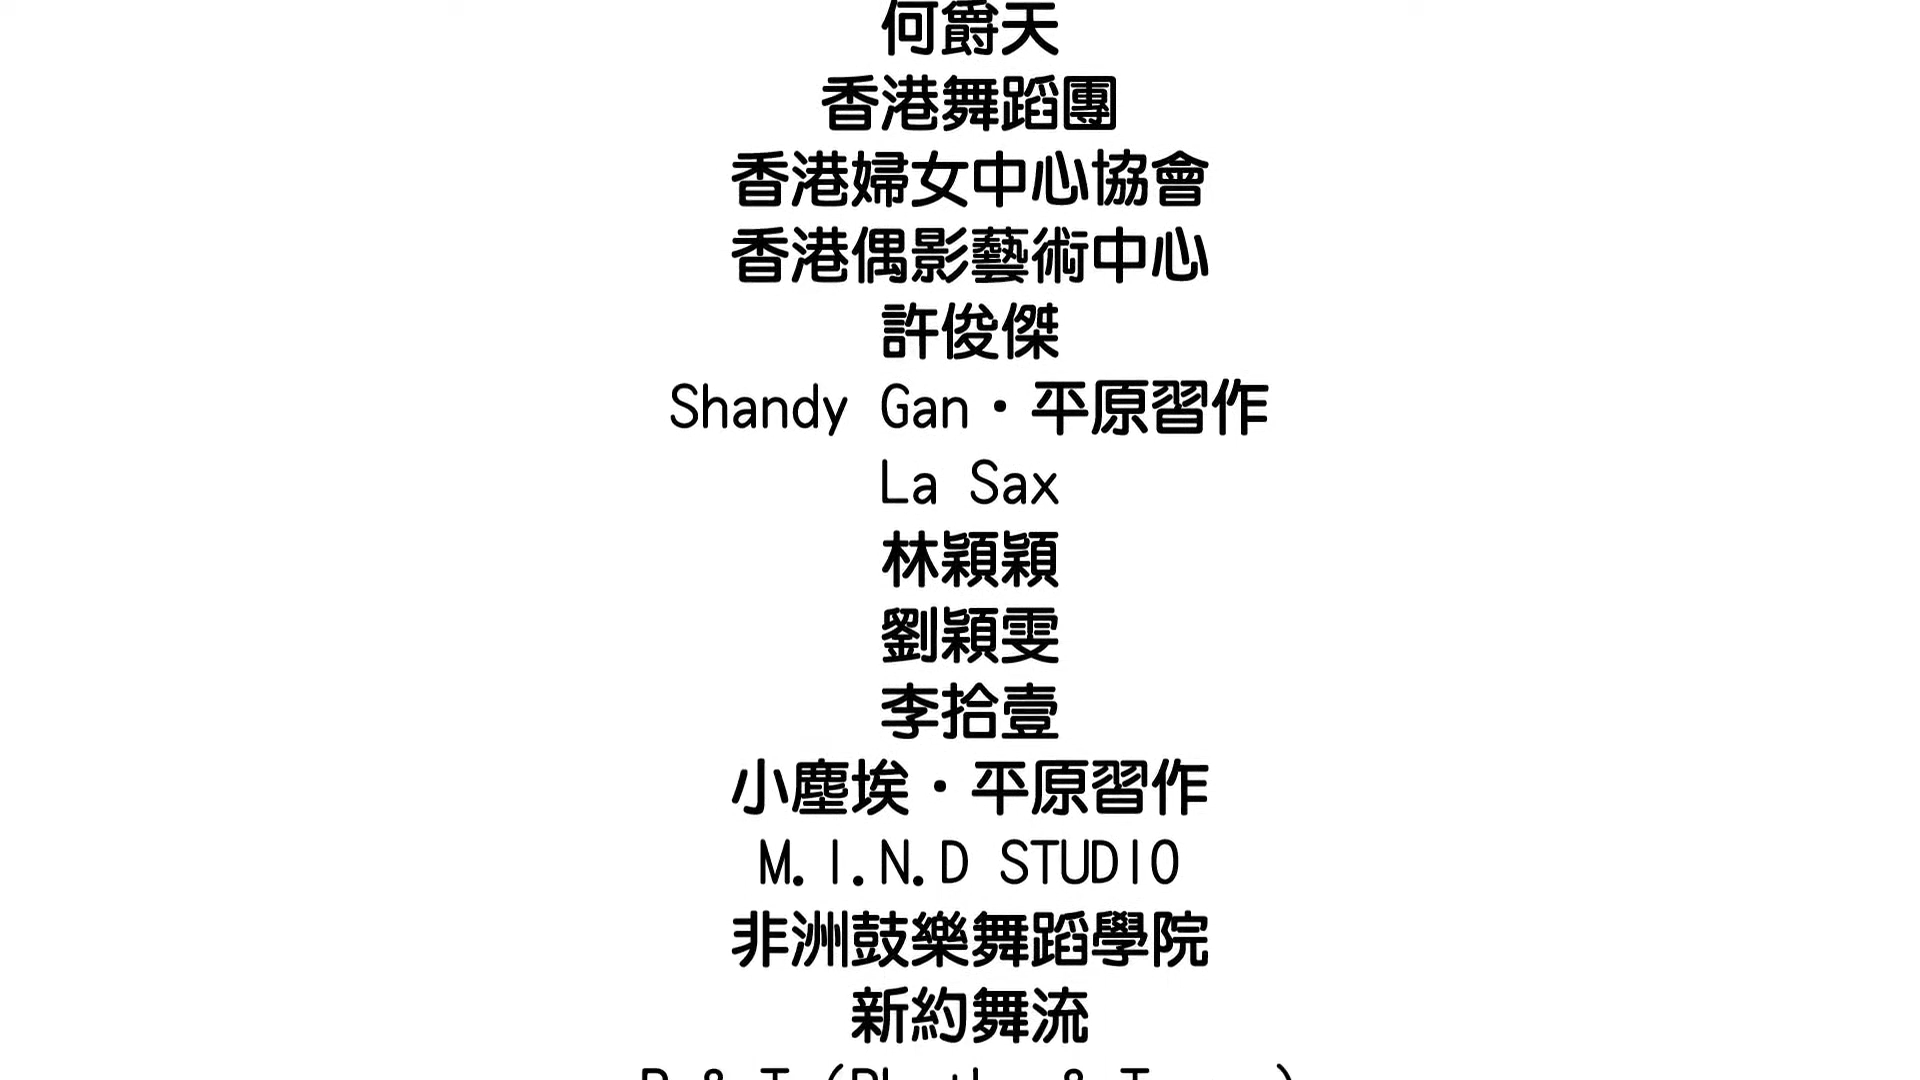 何爵天
香港舞蹈團
香港婦女中心協會
香港偶影藝術中心
許俊傑
Shandy Gan・平原習作
La Sax
林穎穎
劉穎雯
李拾壹
小塵埃・平原習作
M.I.N.D STUDIO
非洲鼓樂舞蹈學院
新約舞流